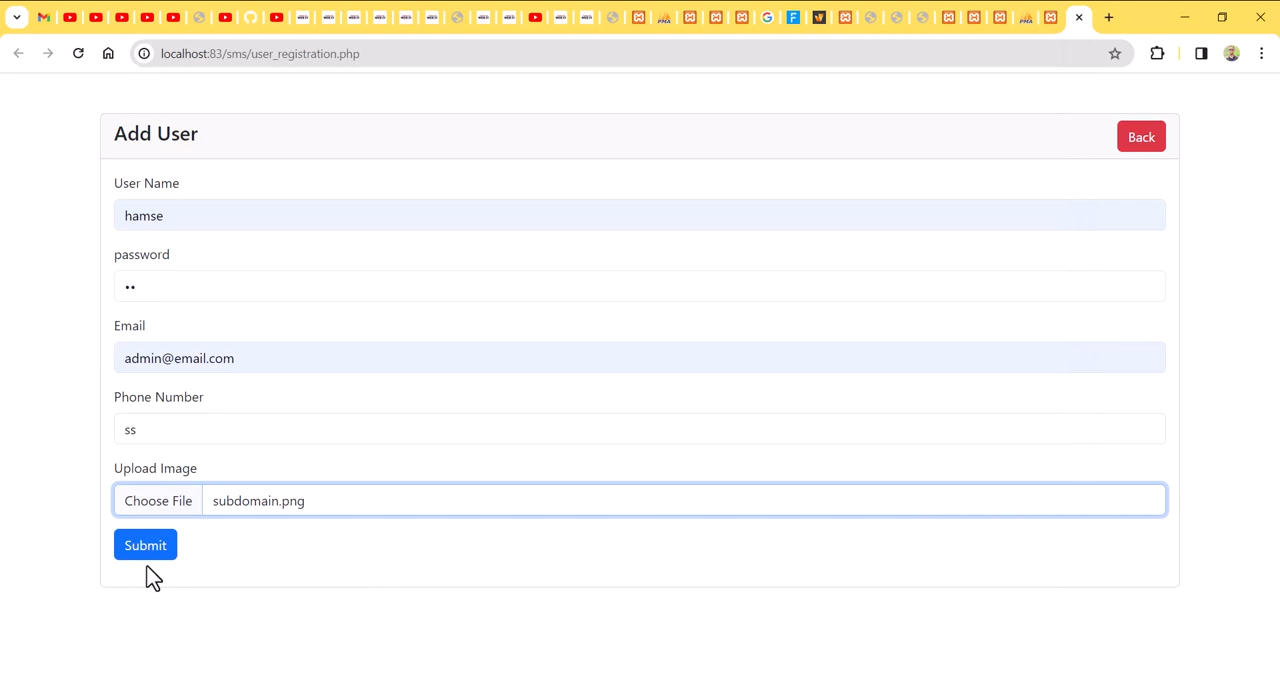 localhost:83/sms/user_registration.php
Add User
Back
User Name
hamse
password
••
Email
admin@email.com
Phone Number
ss
Upload Image
Choose File subdomain.png
Submit